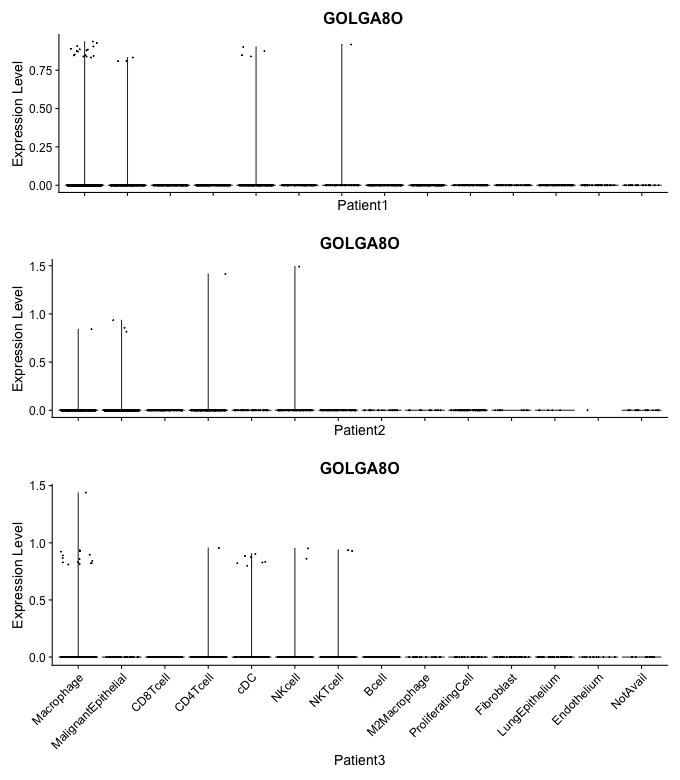 GOLGA8O
Expression Level
0.75
0.50
0.25
0.00
Patient1
GOLGA8O
Expression Level
1.5
1.0
0.5
0.0
Patient2
GOLGA8O
Expression Level
1.5
1.0
0.5
0.0
Macrophage
MalignantEpithelial
CD8Tcell
CD4Tcell
cDC
NKcell
NKTcell
Bcell
M2Macrophage
ProliferatingCell
Fibroblast
LungEpithelium
Endothelium
NotAvail
Patient3